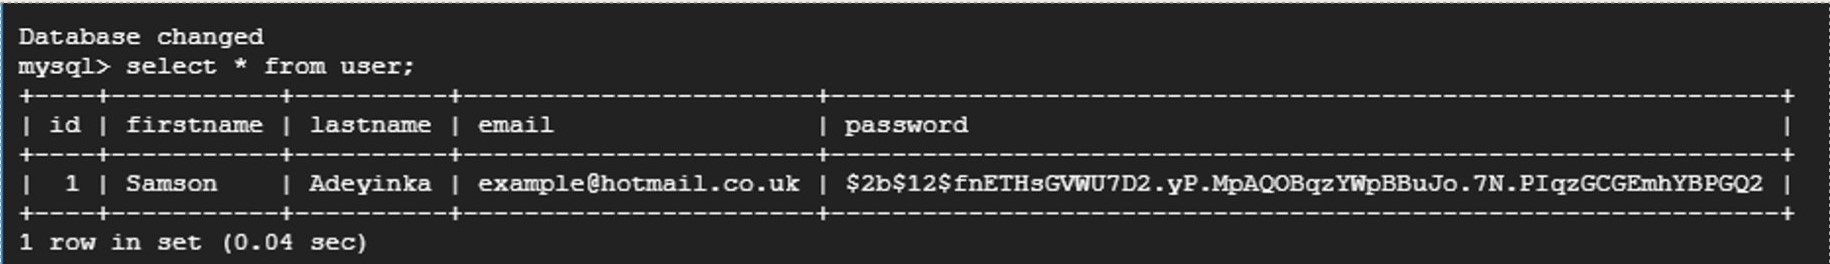 Database changed
mysql> select * from user;
+----+-----------+----------+-----------------------+--------------------------------------------------------------+
| id | firstname | lastname | email                 | password                                                     |
+----+-----------+----------+-----------------------+--------------------------------------------------------------+
|  1 | Samson    | Adeyinka | example@hotmail.co.uk | $2b$12$fnETHsGVWU7D2.yP.MpAQOBqzYWpBBuJo.7N.PIqzGCGEmhYBPGQ2 |
+----+-----------+----------+-----------------------+--------------------------------------------------------------+
1 row in set (0.04 sec)